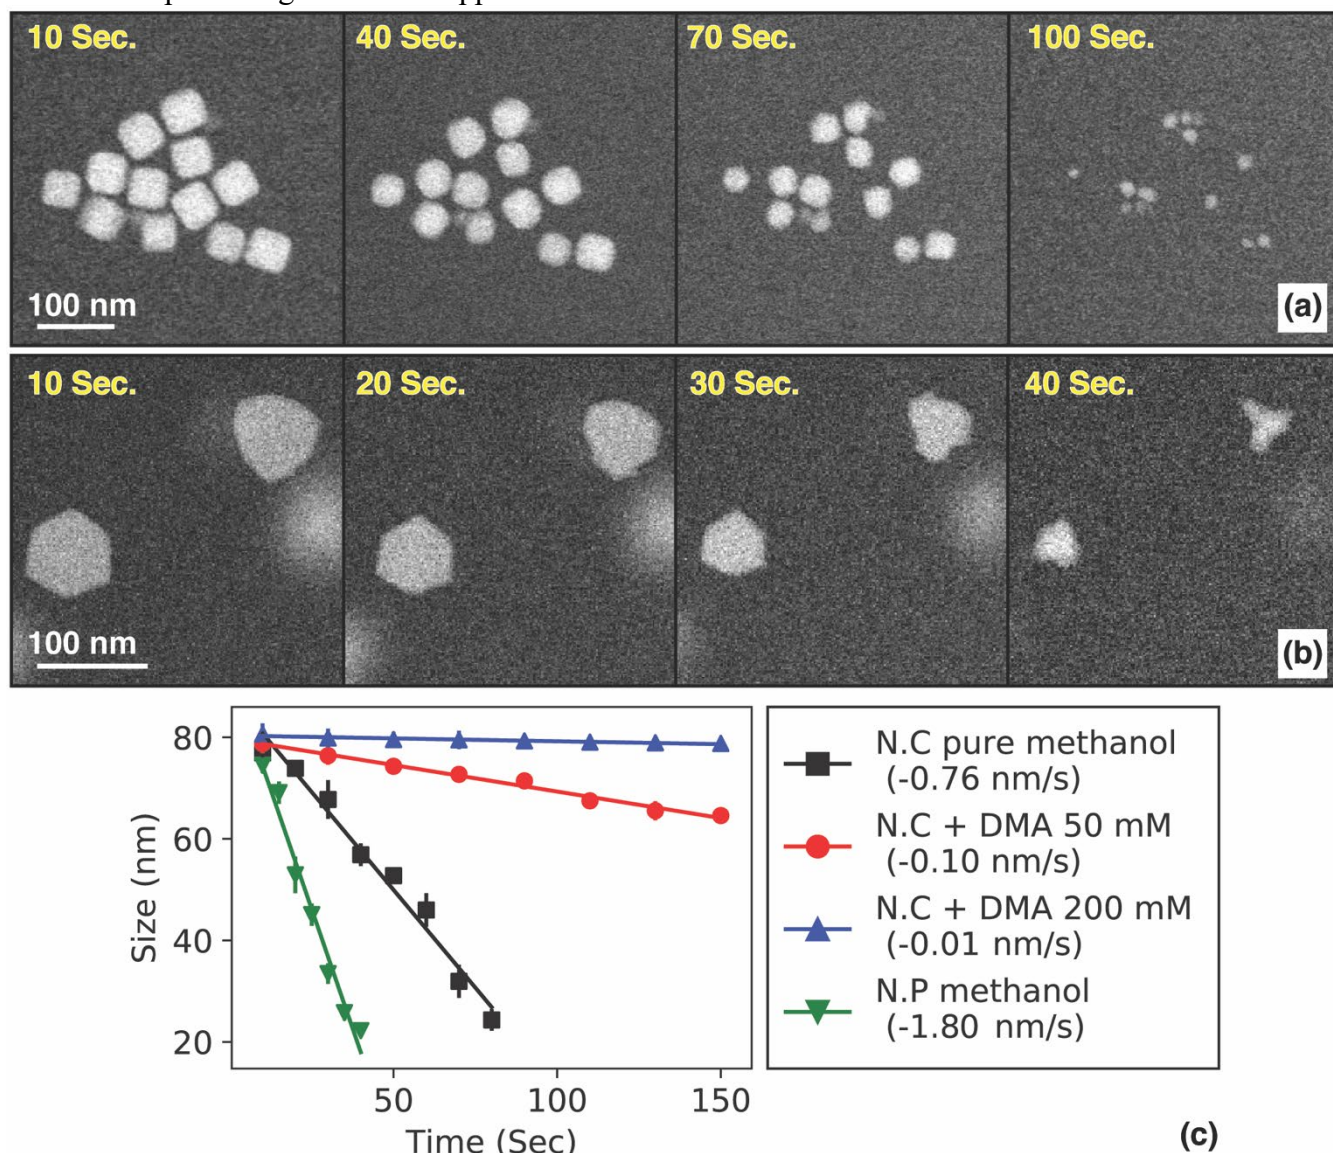 10 Sec.
40 Sec.
70 Sec.
100 Sec.
100 nm
(a)
10 Sec.
20 Sec.
30 Sec.
40 Sec.
100 nm
(b)
80
60
40
20
Size (nm)
50
100
150
Time (Sec)
N.C pure methanol
(-0.76 nm/s)
N.C + DMA 50 mM
(-0.10 nm/s)
N.C + DMA 200 mM
(-0.01 nm/s)
N.P methanol
(-1.80 nm/s)
(c)